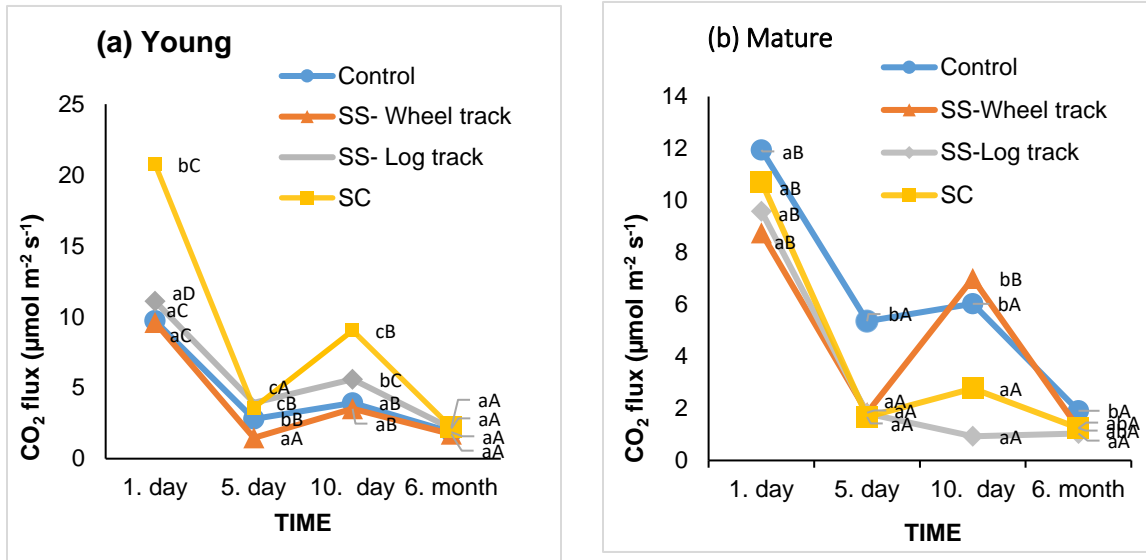 (a) Young
Control
SS- Wheel track
SS- Log track
SC
CO₂ flux (µmol m⁻² s⁻¹)
25
20
15
10
5
0
bC
aD
aC
aC
cA
cB
bB
aA
cB
bC
aB
aB
aA
aA
aA
aA
1. day
5. day
10. day
6. month
TIME
(b) Mature
Control
SS-Wheel track
SS-Log track
SC
CO₂ flux (µmol m⁻² s⁻¹)
14
12
10
8
6
4
2
0
aB
aB
aB
aB
bA
aA
aA
aA
bB
bA
aA
aA
bA
abA
abA
aA
1. day
5. day
10. day
6. month
TIME